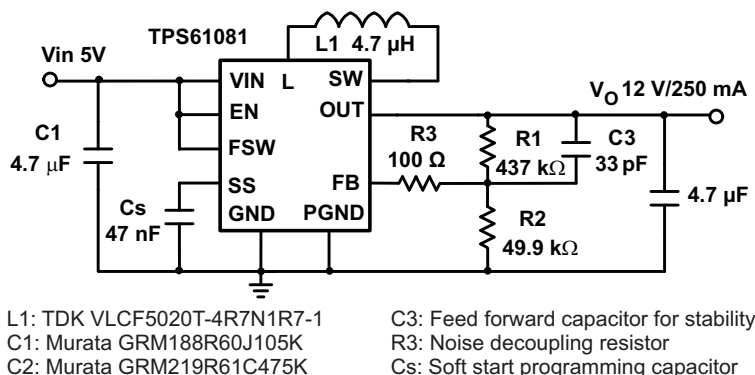 TPS61081
L1 4.7 µH
Vin 5V
VIN
L
SW
EN
OUT
V_O 12 V/250 mA
C1
4.7 µF
FSW
R3
100 Ω
R1
437 kΩ
C3
33 pF
SS
FB
4.7 µF
Cs
47 nF
GND
PGND
R2
49.9 kΩ
L1: TDK VLCF5020T-4R7N1R7-1
C1: Murata GRM188R60J105K
C2: Murata GRM219R61C475K
C3: Feed forward capacitor for stability
R3: Noise decoupling resistor
Cs: Soft start programming capacitor